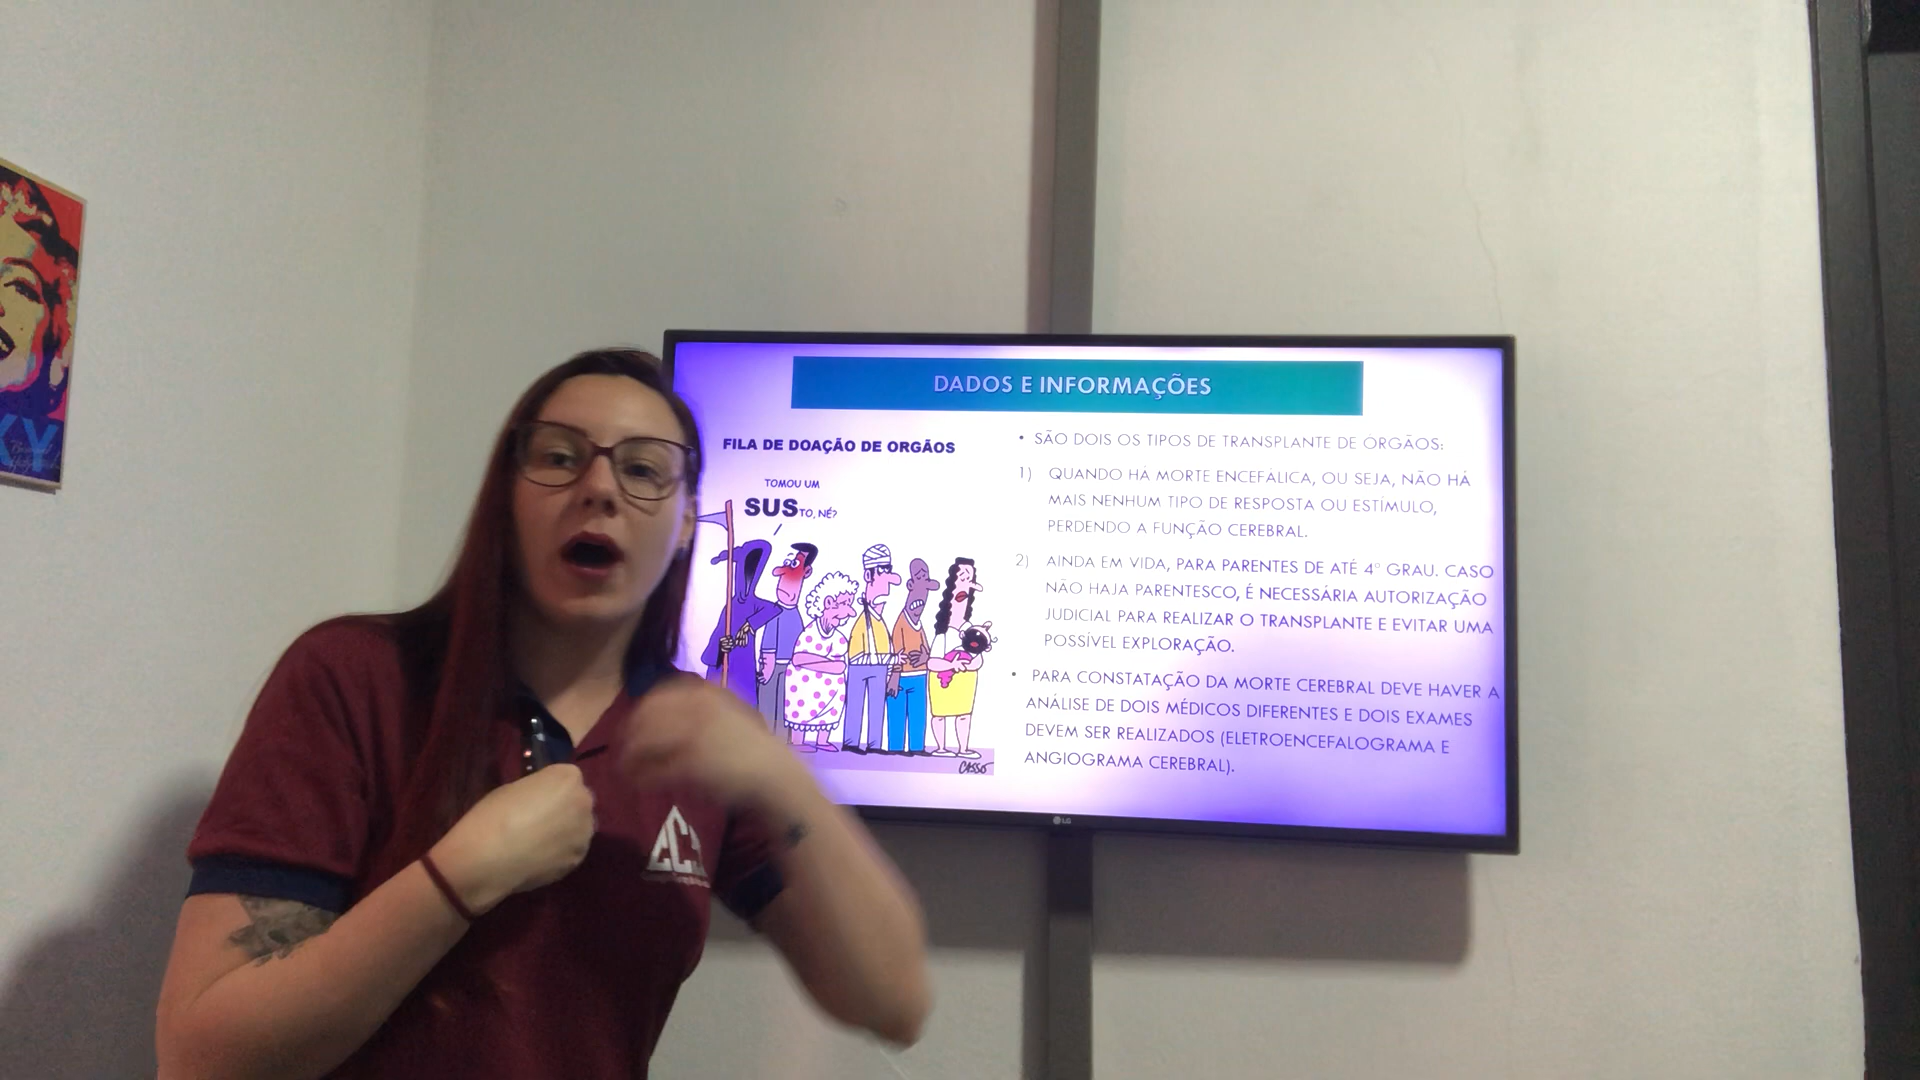 DADOS E INFORMAÇÕES
FILA DE DOAÇÃO DE ORGÃOS
TOMOU UM
SUSTO, NÉ?
CASSO
• SÃO DOIS OS TIPOS DE TRANSPLANTE DE ÓRGÃOS:
1) QUANDO HÁ MORTE ENCEFÁLICA, OU SEJA, NÃO HÁ
MAIS NENHUM TIPO DE RESPOSTA OU ESTÍMULO,
PERDENDO A FUNÇÃO CEREBRAL.
2) AINDA EM VIDA, PARA PARENTES DE ATÉ 4º GRAU. CASO
NÃO HAJA PARENTESCO, É NECESSÁRIA AUTORIZAÇÃO
JUDICIAL PARA REALIZAR O TRANSPLANTE E EVITAR UMA
POSSÍVEL EXPLORAÇÃO.
• PARA CONSTATAÇÃO DA MORTE CEREBRAL DEVE HAVER A
ANÁLISE DE DOIS MÉDICOS DIFERENTES E DOIS EXAMES
DEVEM SER REALIZADOS (ELETROENCEFALOGRAMA E
ANGIOGRAMA CEREBRAL).
LG
KY